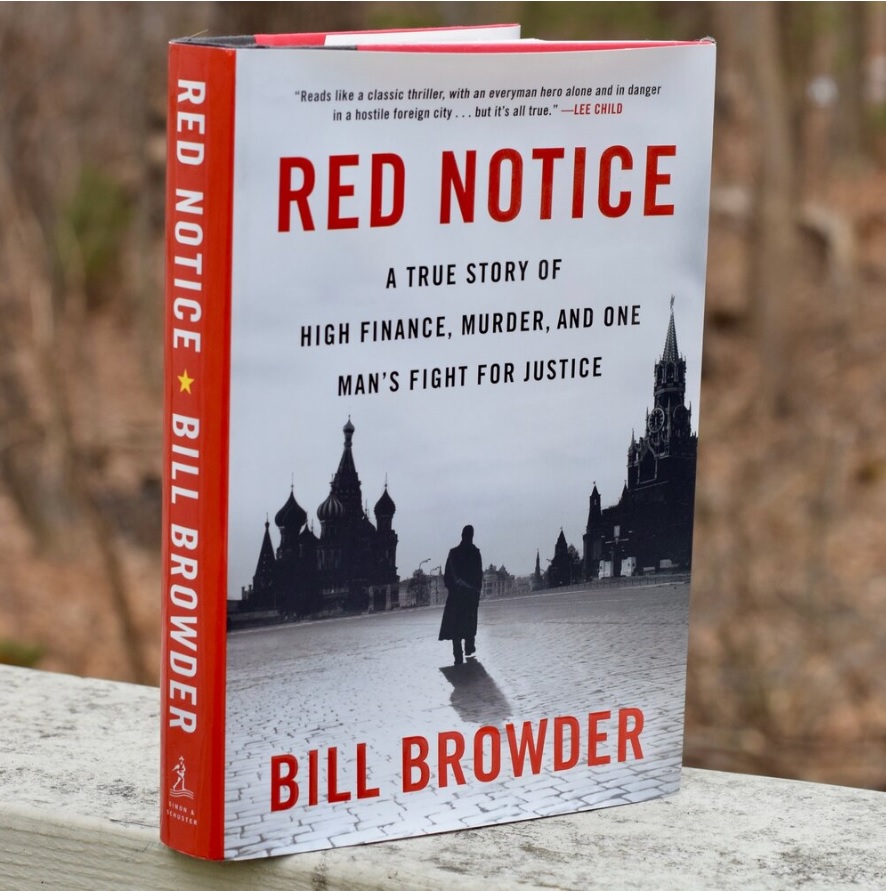 RED NOTICE ★ BILL BROWDER
SIMON &
SCHUSTER
“Reads like a classic thriller, with an everyman hero alone and in danger
in a hostile foreign city . . . but it’s all true.” —LEE CHILD
RED NOTICE
A TRUE STORY OF
HIGH FINANCE, MURDER, AND ONE
MAN’S FIGHT FOR JUSTICE
BILL BROWDER